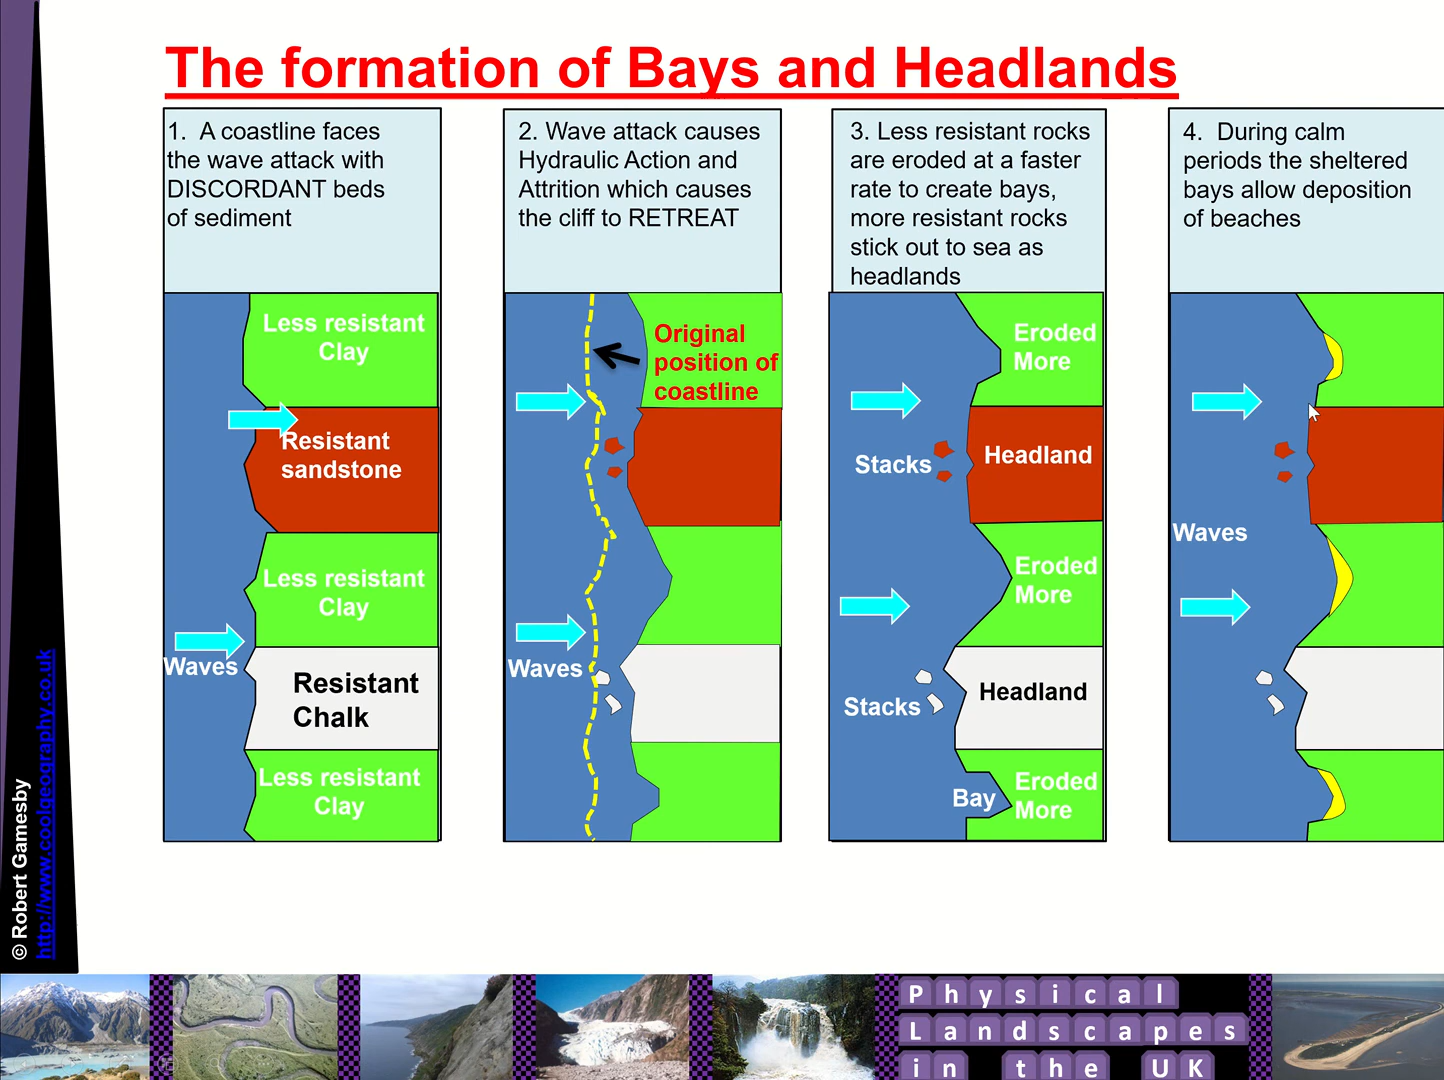 The formation of Bays and Headlands
1. A coastline faces
the wave attack with
DISCORDANT beds
of sediment
Less resistant
Clay
Resistant
sandstone
Less resistant
Clay
Waves
Resistant
Chalk
Less resistant
Clay
2. Wave attack causes
Hydraulic Action and
Attrition which causes
the cliff to RETREAT
Original
position of
coastline
Waves
3. Less resistant rocks
are eroded at a faster
rate to create bays,
more resistant rocks
stick out to sea as
headlands
Eroded
More
Stacks
Headland
Eroded
More
Stacks
Headland
Bay
Eroded
More
4. During calm
periods the sheltered
bays allow deposition
of beaches
Waves
© Robert Gamesby
http://www.coolgeography.co.uk
Physical
Landscapes
in the UK